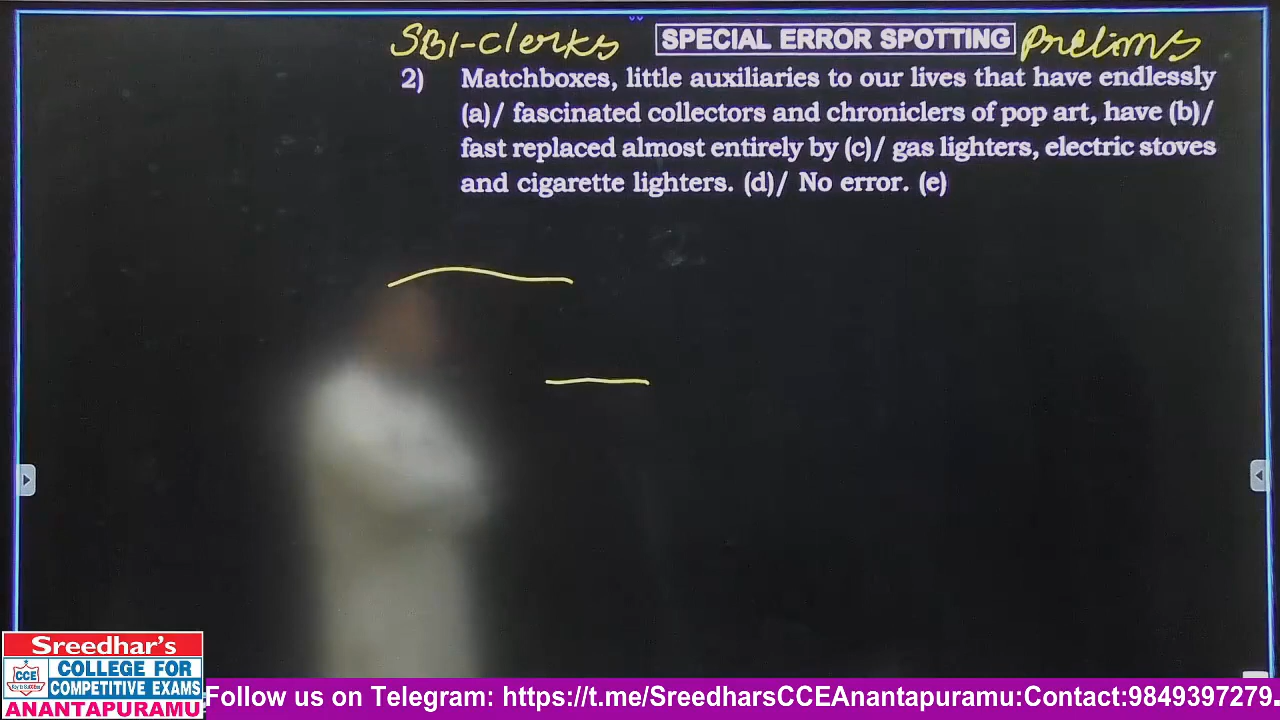 SBI-Clerks SPECIAL ERROR SPOTTING Prelims
2) Matchboxes, little auxiliaries to our lives that have endlessly
(a)/ fascinated collectors and chroniclers of pop art, have (b)/
fast replaced almost entirely by (c)/ gas lighters, electric stoves
and cigarette lighters. (d)/ No error. (e)
Sreedhar's
CCE
COLLEGE FOR
COMPETITIVE EXAMS
ANANTAPURAMU
Follow us on Telegram: https://t.me/SreedharsCCEAnantapuramu:Contact:9849397279.